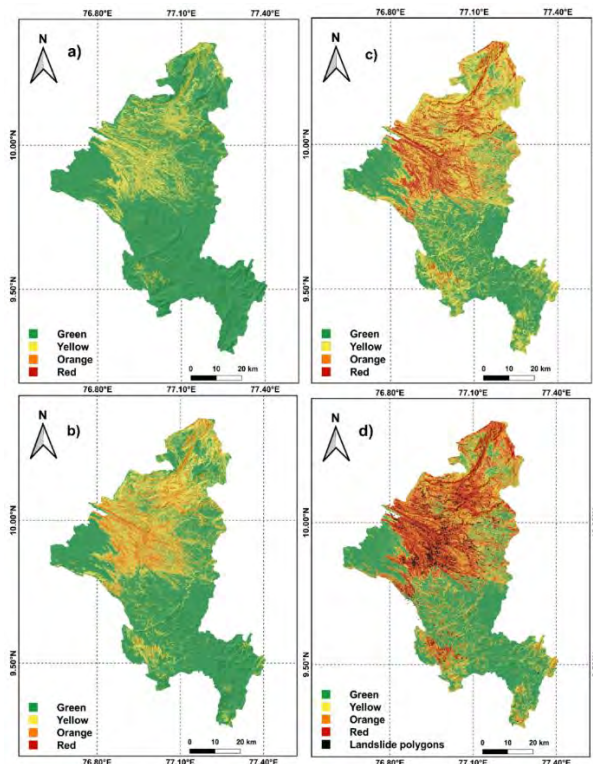 76.80°E 77.10°E 77.40°E
N
a)
10.00°N
9.50°N
Green
Yellow
Orange
Red
0 10 20 km
76.80°E 77.10°E 77.40°E
N
c)
10.00°N
9.50°N
Green
Yellow
Orange
Red
0 10 20 km
76.80°E 77.10°E 77.40°E
N
b)
10.00°N
9.50°N
Green
Yellow
Orange
Red
0 10 20 km
76.80°E 77.10°E 77.40°E
76.80°E 77.10°E 77.40°E
N
d)
10.00°N
9.50°N
Green
Yellow
Orange
Red
Landslide polygons
0 10 20 km
76.80°E 77.10°E 77.40°E